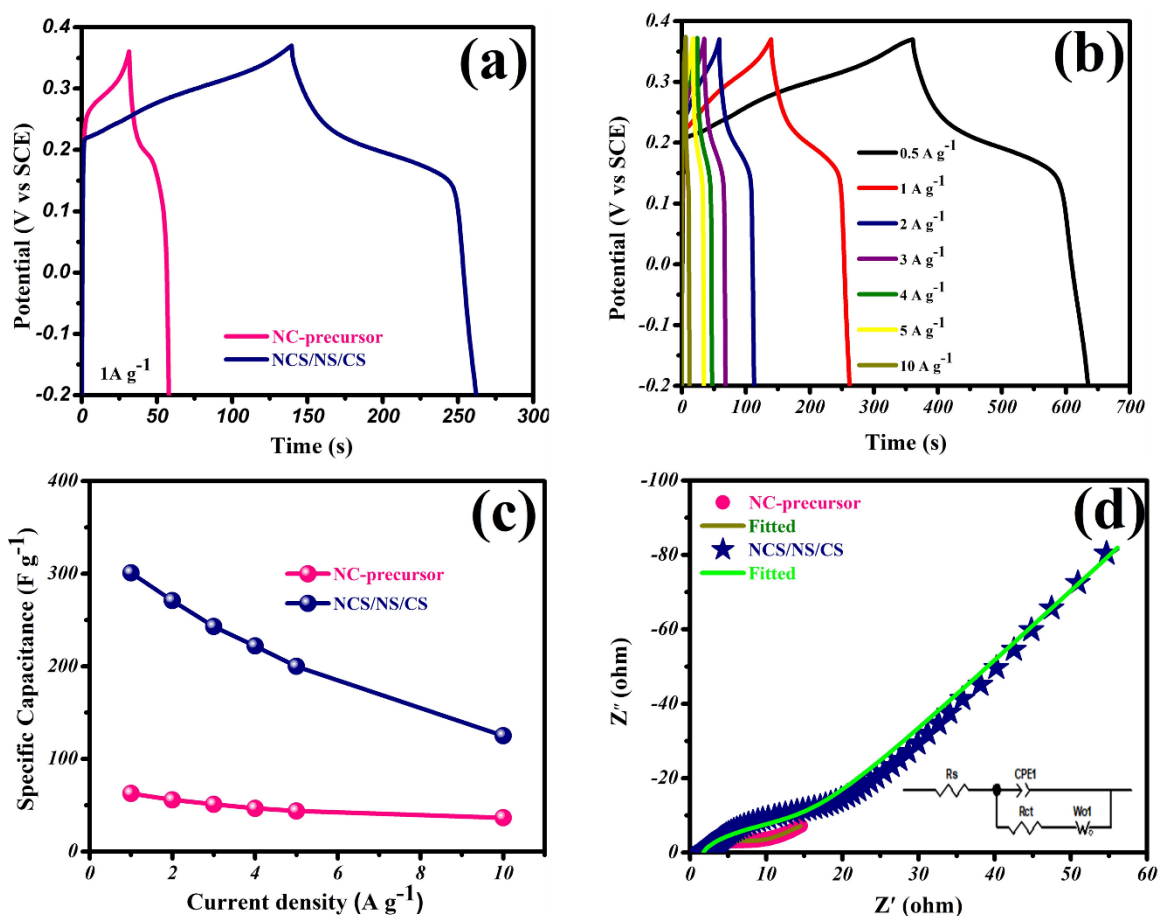 (a)
0.4
0.3
0.2
0.1
0.0
-0.1
-0.2
Potential (V vs SCE)
NC-precursor
NCS/NS/CS
1A g⁻¹
0 50 100 150 200 250 300
Time (s)
(b)
0.4
0.3
0.2
0.1
0.0
-0.1
-0.2
Potential (V vs SCE)
0.5 A g⁻¹
1 A g⁻¹
2 A g⁻¹
3 A g⁻¹
4 A g⁻¹
5 A g⁻¹
10 A g⁻¹
0 100 200 300 400 500 600 700
Time (s)
(c)
400
300
200
100
0
Specific Capacitance (F g⁻¹)
NC-precursor
NCS/NS/CS
0 2 4 6 8 10
Current density (A g⁻¹)
(d)
-100
-80
-60
-40
-20
0
Z″ (ohm)
NC-precursor
Fitted
NCS/NS/CS
Fitted
Rs CPE1
Rct Wo1
0 10 20 30 40 50 60
Z′ (ohm)